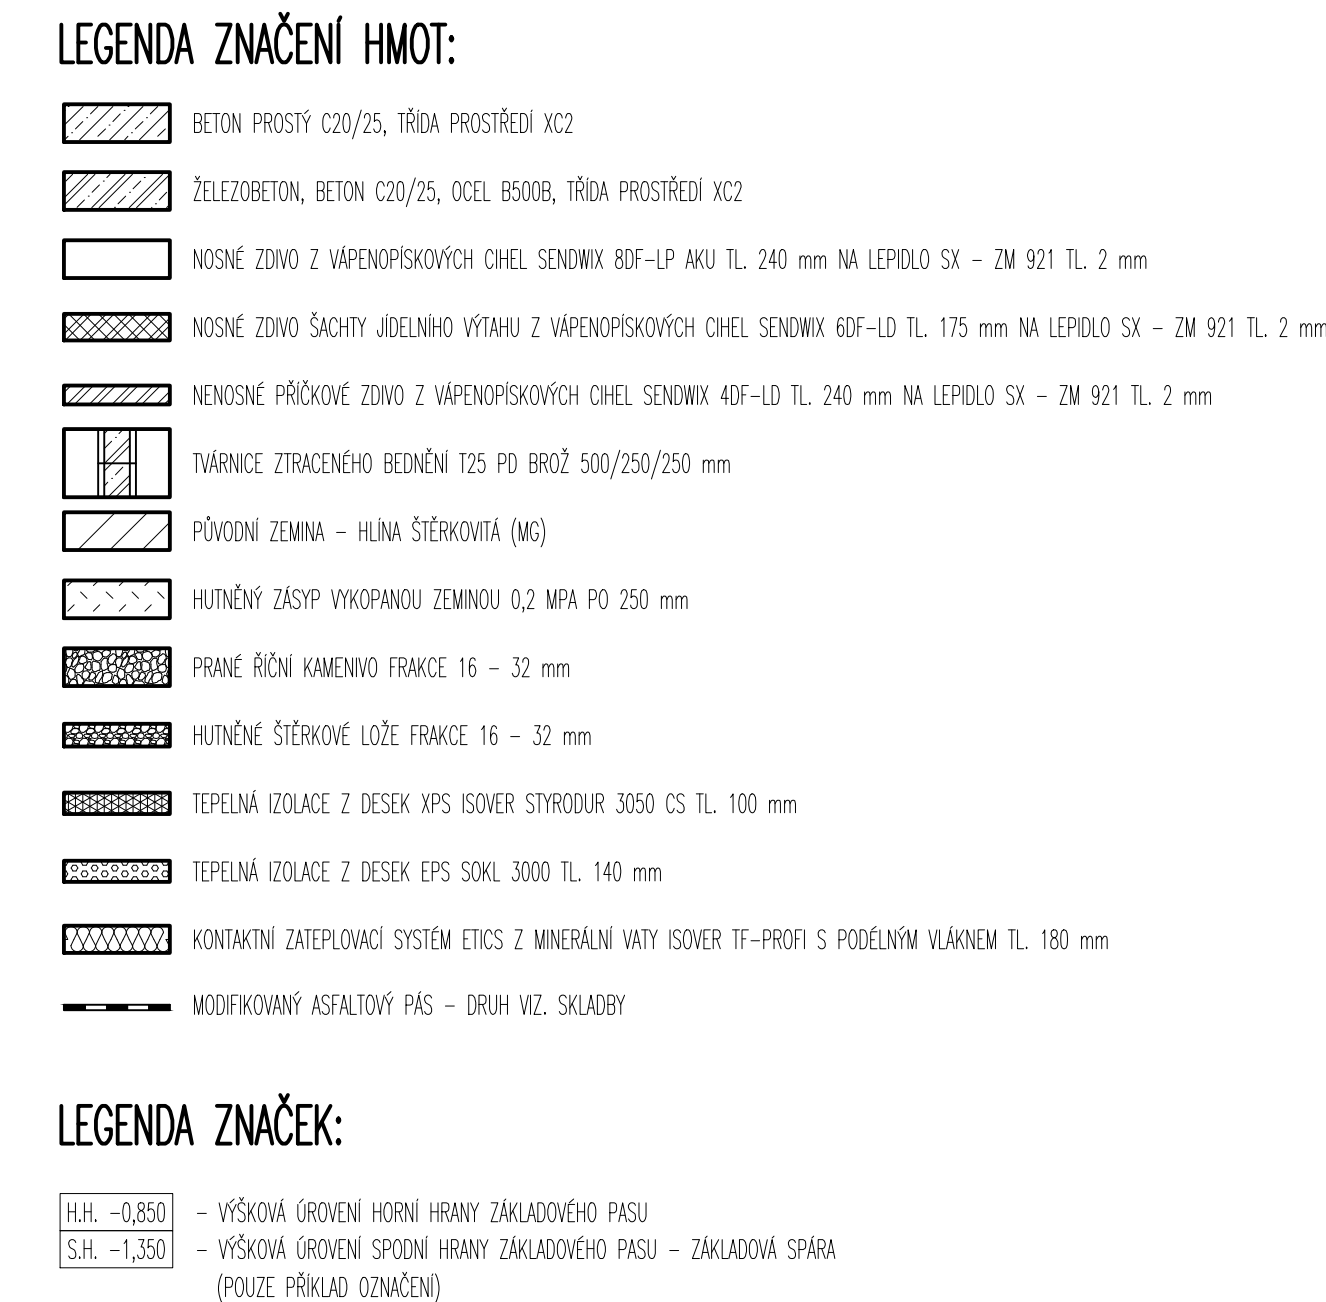 LEGENDA ZNAČENÍ HMOT:
BETON PROSTÝ C20/25, TŘÍDA PROSTŘEDÍ XC2
ŽELEZOBETON, BETON C20/25, OCEL B500B, TŘÍDA PROSTŘEDÍ XC2
NOSNÉ ZDIVO Z VÁPENOPÍSKOVÝCH CIHEL SENDWIX 8DF-LP AKU TL. 240 mm NA LEPIDLO SX - ZM 921 TL. 2 mm
NOSNÉ ZDIVO ŠACHTY JÍDELNÍHO VÝTAHU Z VÁPENOPÍSKOVÝCH CIHEL SENDWIX 6DF-LD TL. 175 mm NA LEPIDLO SX - ZM 921 TL. 2 mm
NENOSNÉ PŘÍČKOVÉ ZDIVO Z VÁPENOPÍSKOVÝCH CIHEL SENDWIX 4DF-LD TL. 240 mm NA LEPIDLO SX - ZM 921 TL. 2 mm
TVÁRNICE ZTRACENÉHO BEDNĚNÍ T25 PD BROŽ 500/250/250 mm
PŮVODNÍ ZEMINA - HLÍNA ŠTĚRKOVITÁ (MG)
HUTNĚNÝ ZÁSYP VYKOPANOU ZEMINOU 0,2 MPA PO 250 mm
PRANÉ ŘÍČNÍ KAMENIVO FRAKCE 16 - 32 mm
HUTNĚNÉ ŠTĚRKOVÉ LOŽE FRAKCE 16 - 32 mm
TEPELNÁ IZOLACE Z DESEK XPS ISOVER STYRODUR 3050 CS TL. 100 mm
TEPELNÁ IZOLACE Z DESEK EPS SOKL 3000 TL. 140 mm
KONTAKTNÍ ZATEPLOVACÍ SYSTÉM ETICS Z MINERÁLNÍ VATY ISOVER TF-PROFI S PODÉLNÝM VLÁKNEM TL. 180 mm
MODIFIKOVANÝ ASFALTOVÝ PÁS - DRUH VIZ. SKLADBY
LEGENDA ZNAČEK:
H.H. -0,850 - VÝŠKOVÁ ÚROVENÍ HORNÍ HRANY ZÁKLADOVÉHO PASU
S.H. -1,350 - VÝŠKOVÁ ÚROVENÍ SPODNÍ HRANY ZÁKLADOVÉHO PASU - ZÁKLADOVÁ SPÁRA
(POUZE PŘÍKLAD OZNAČENÍ)